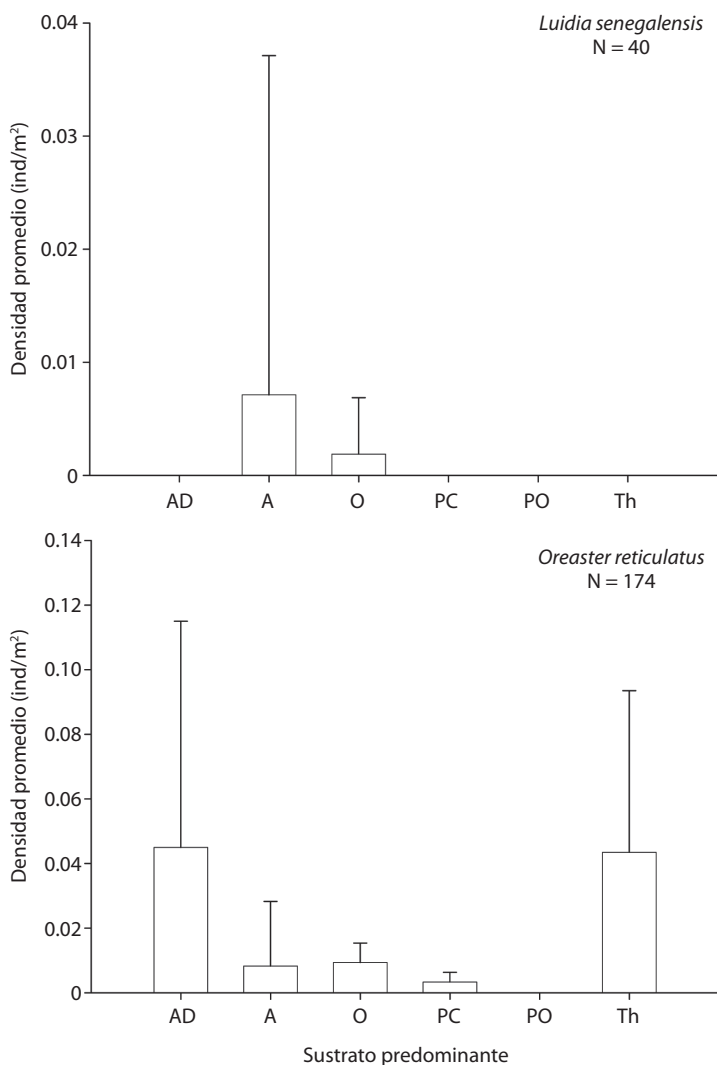 Luidia senegalensis
N = 40
Densidad promedio (ind/m²)
0.04
0.03
0.02
0.01
0
AD A O PC PO Th
Oreaster reticulatus
N = 174
Densidad promedio (ind/m²)
0.14
0.12
0.10
0.08
0.06
0.04
0.02
0
AD A O PC PO Th
Sustrato predominante